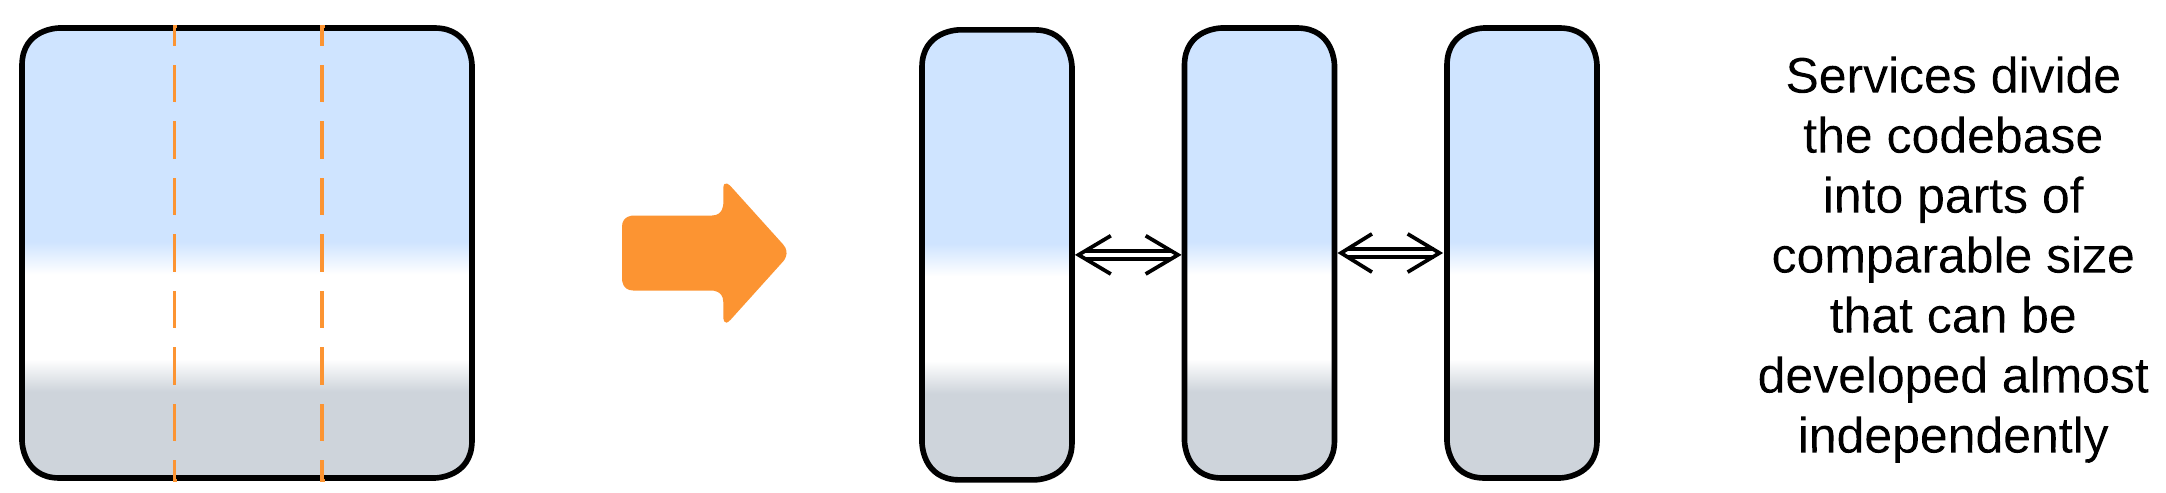 Services divide
the codebase
into parts of
comparable size
that can be
developed almost
independently